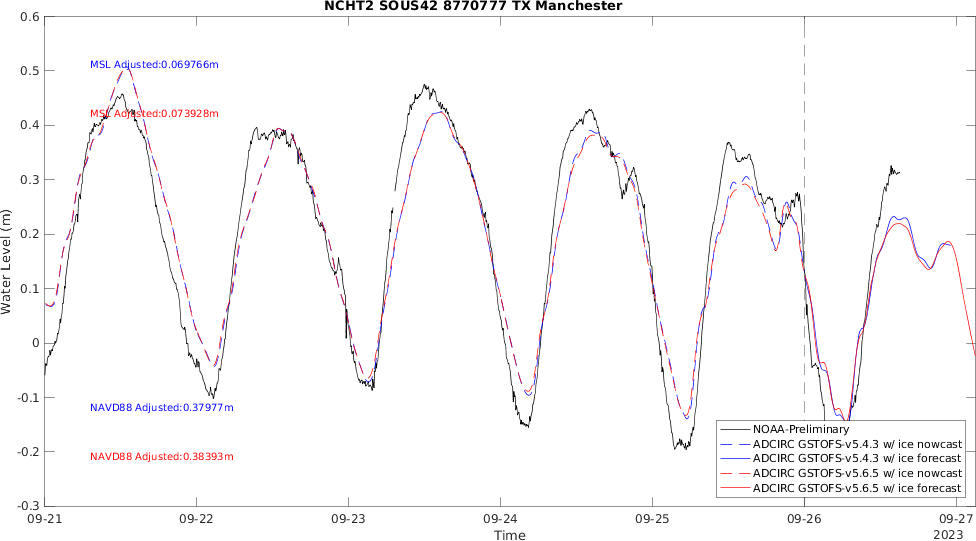 NCHT2 SOUS42 8770777 TX Manchester
0.6
0.5
0.4
0.3
0.2
0.1
0
-0.1
-0.2
-0.3
Water Level (m)
MSL Adjusted:0.069766m
MSL Adjusted:0.073928m
NAVD88 Adjusted:0.37977m
NAVD88 Adjusted:0.38393m
NOAA-Preliminary
ADCIRC GSTOFS-v5.4.3 w/ ice nowcast
ADCIRC GSTOFS-v5.4.3 w/ ice forecast
ADCIRC GSTOFS-v5.6.5 w/ ice nowcast
ADCIRC GSTOFS-v5.6.5 w/ ice forecast
09-21 09-22 09-23 09-24 09-25 09-26 09-27
Time
2023